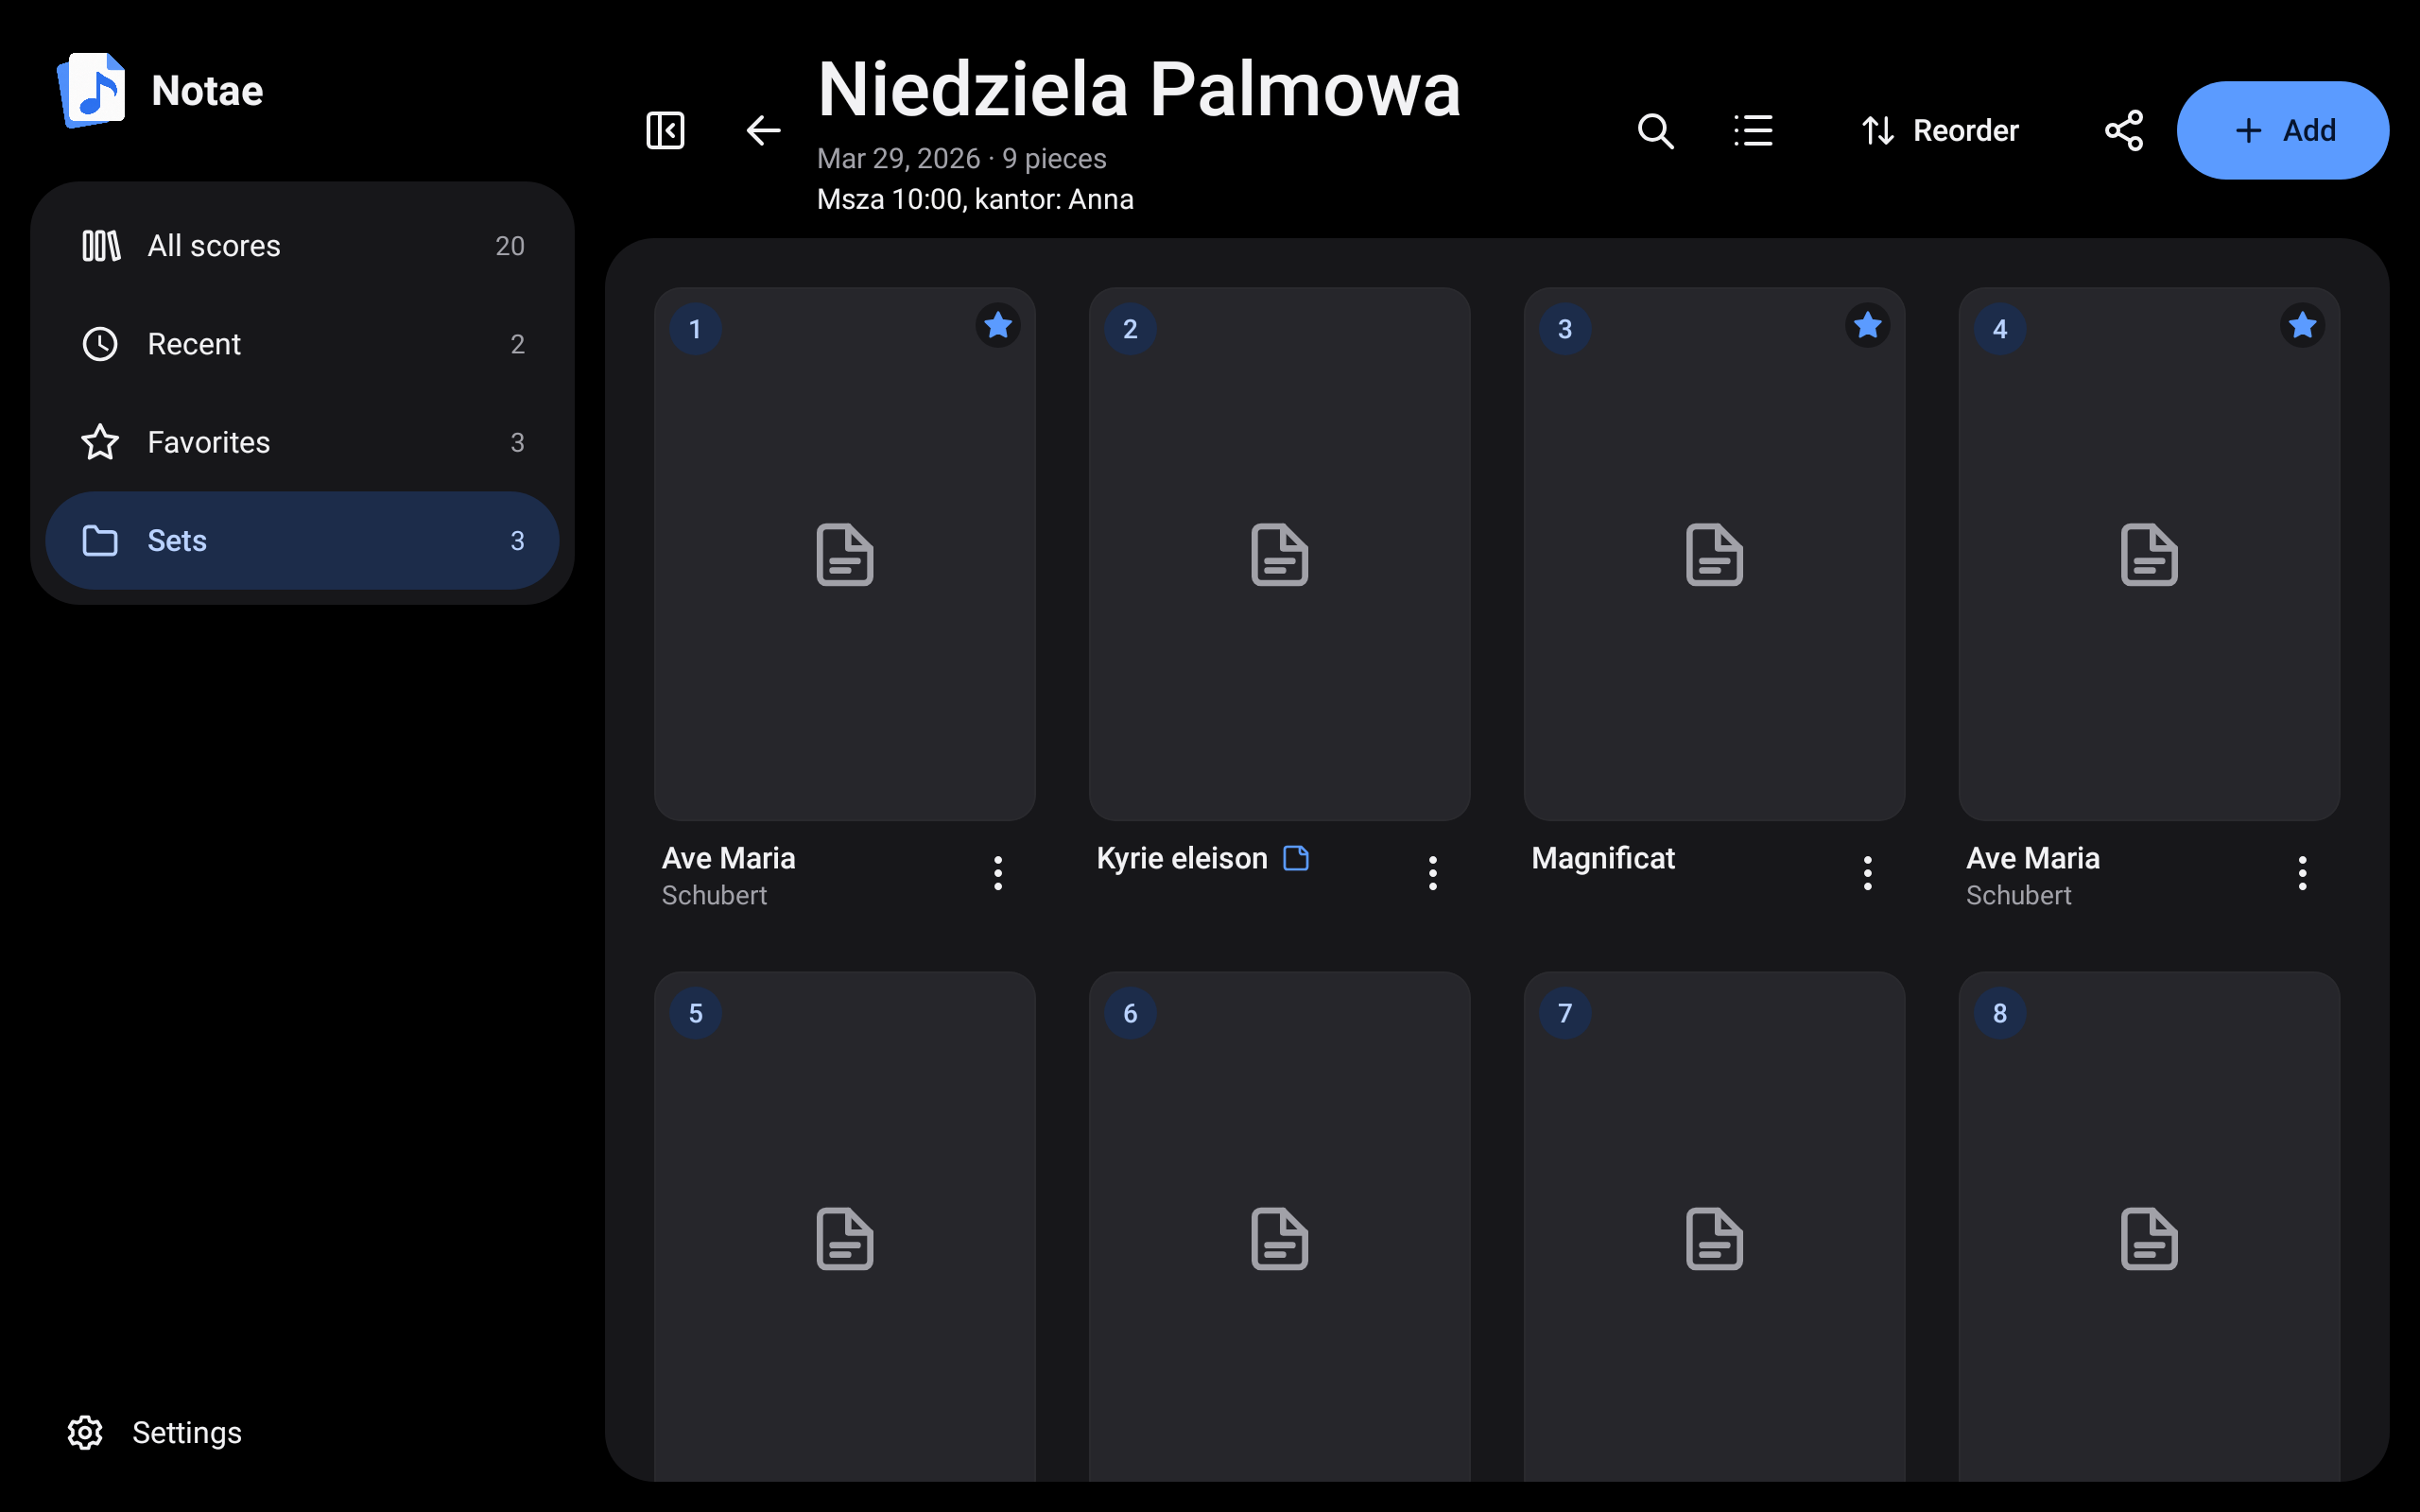 Notae
All scores 20
Recent 2
Favorites 3
Sets 3
Settings
Niedziela Palmowa
Mar 29, 2026 · 9 pieces
Msza 10:00, kantor: Anna
Reorder
Add
1
2
3
4
Ave Maria
Schubert
Kyrie eleison
Magnificat
Ave Maria
Schubert
5
6
7
8